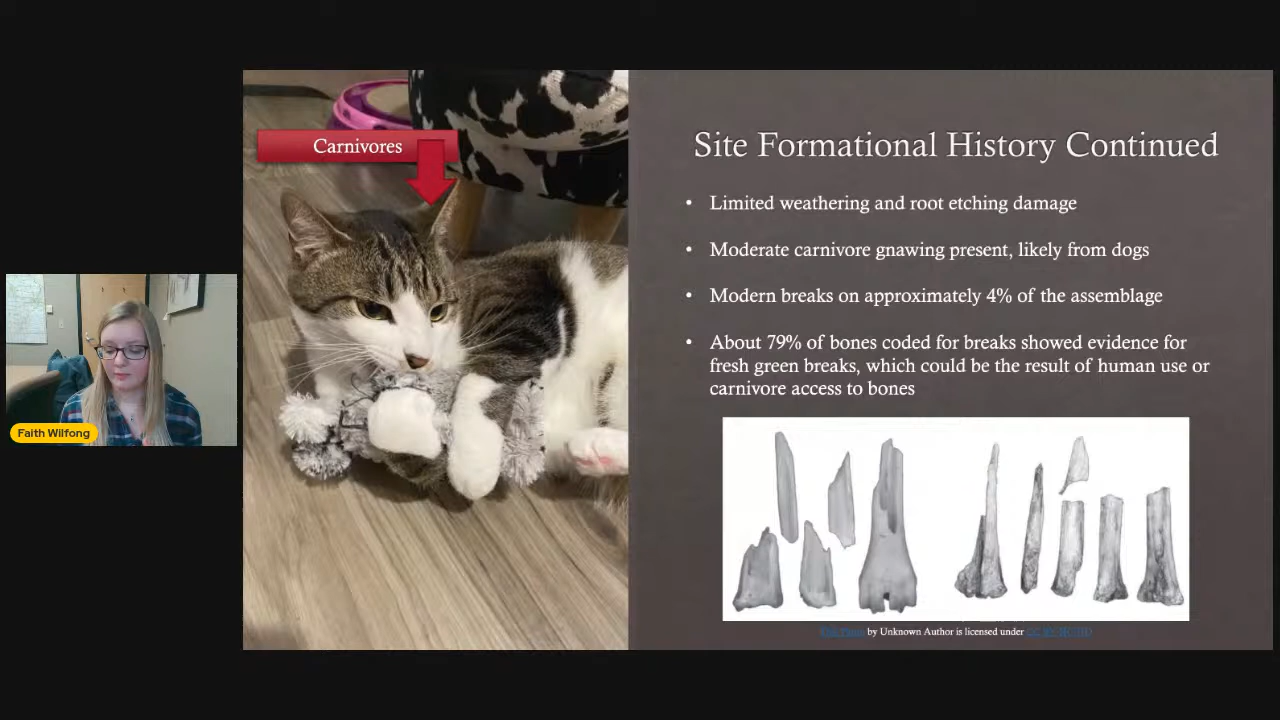 Carnivores
Site Formational History Continued
• Limited weathering and root etching damage
• Moderate carnivore gnawing present, likely from dogs
• Modern breaks on approximately 4% of the assemblage
• About 79% of bones coded for breaks showed evidence for
fresh green breaks, which could be the result of human use or
carnivore access to bones
Faith Wilfong
by Unknown Author is licensed under